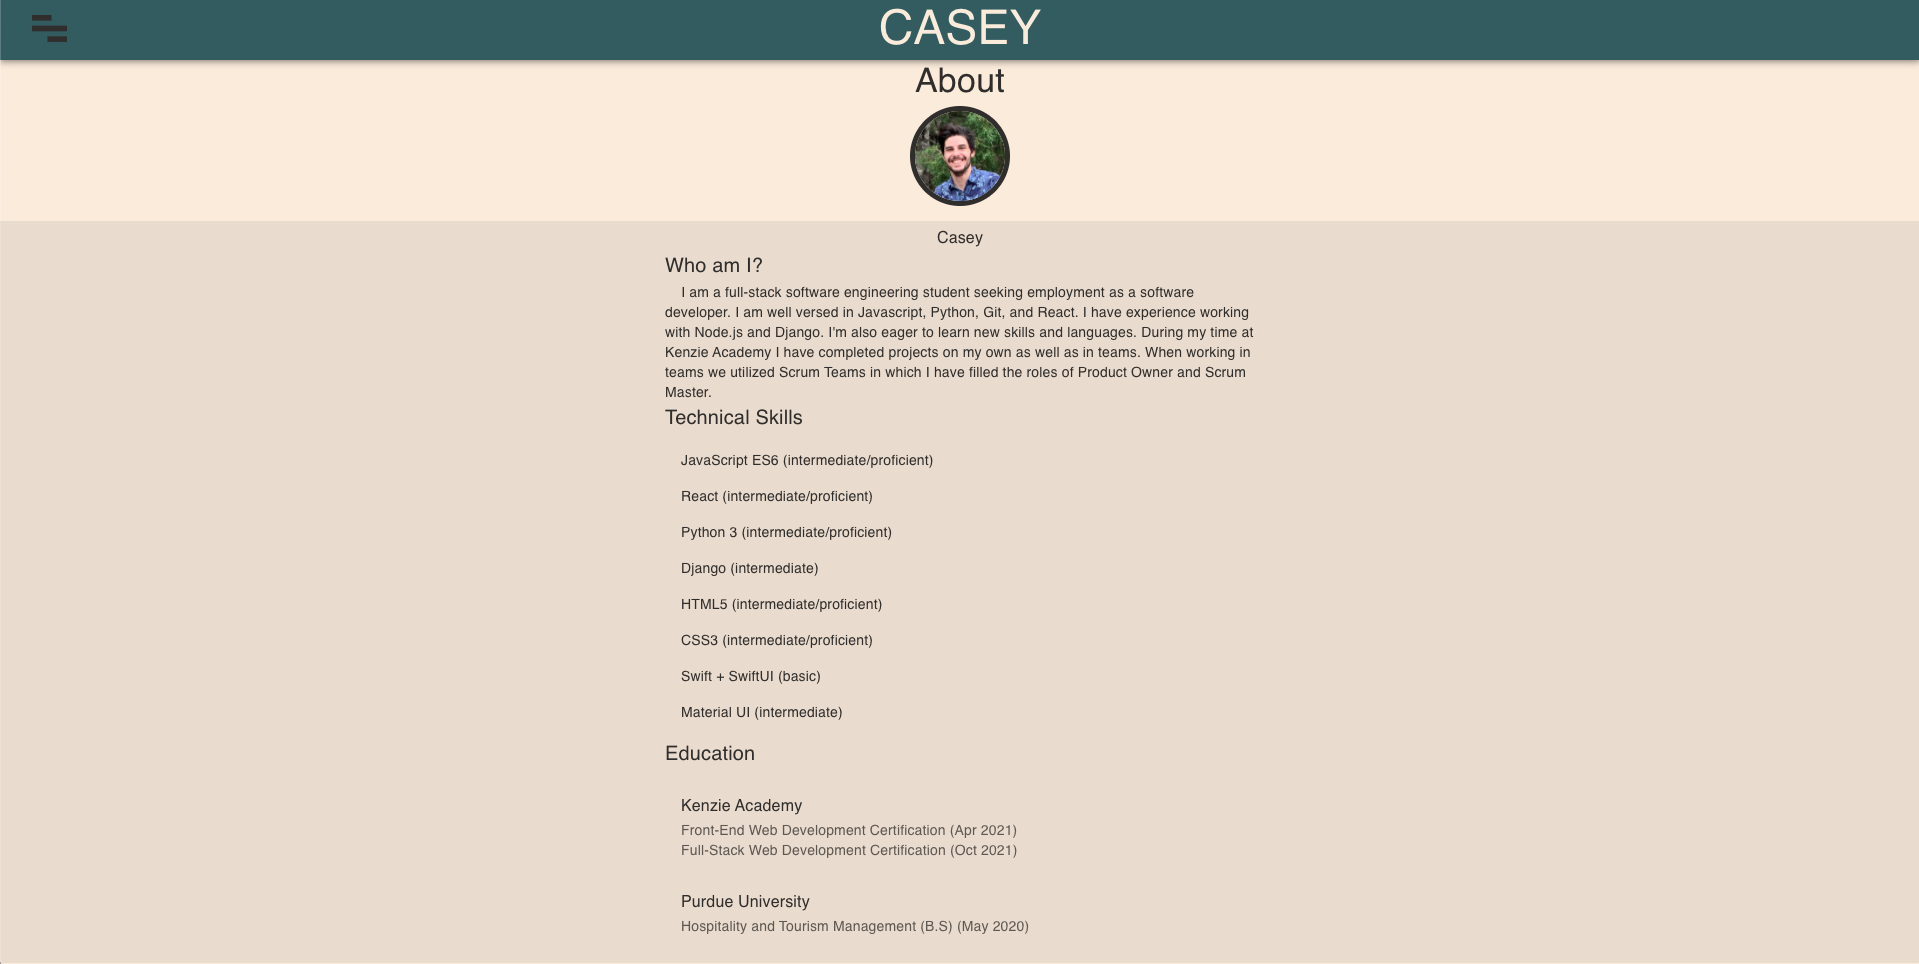 CASEY
About
Casey
Who am I?
I am a full-stack software engineering student seeking employment as a software
developer. I am well versed in Javascript, Python, Git, and React. I have experience working
with Node.js and Django. I'm also eager to learn new skills and languages. During my time at
Kenzie Academy I have completed projects on my own as well as in teams. When working in
teams we utilized Scrum Teams in which I have filled the roles of Product Owner and Scrum
Master.
Technical Skills
JavaScript ES6 (intermediate/proficient)
React (intermediate/proficient)
Python 3 (intermediate/proficient)
Django (intermediate)
HTML5 (intermediate/proficient)
CSS3 (intermediate/proficient)
Swift + SwiftUI (basic)
Material UI (intermediate)
Education
Kenzie Academy
Front-End Web Development Certification (Apr 2021)
Full-Stack Web Development Certification (Oct 2021)
Purdue University
Hospitality and Tourism Management (B.S) (May 2020)